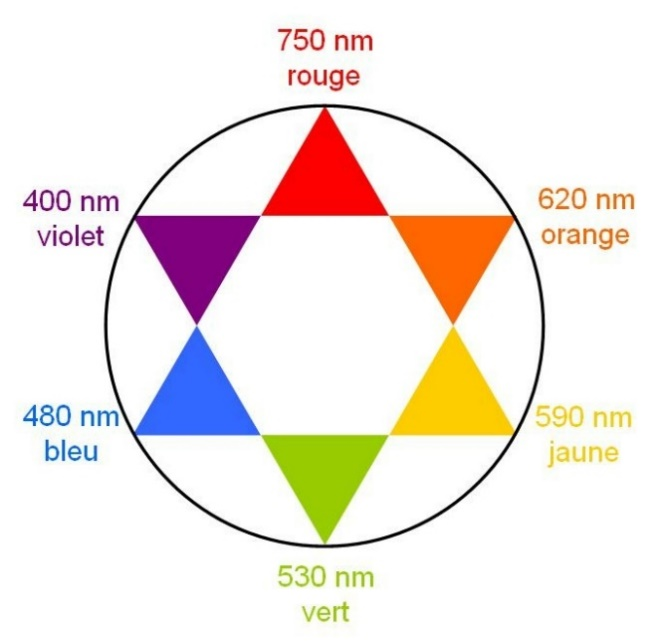 750 nm
rouge
400 nm
violet
620 nm
orange
480 nm
bleu
590 nm
jaune
530 nm
vert